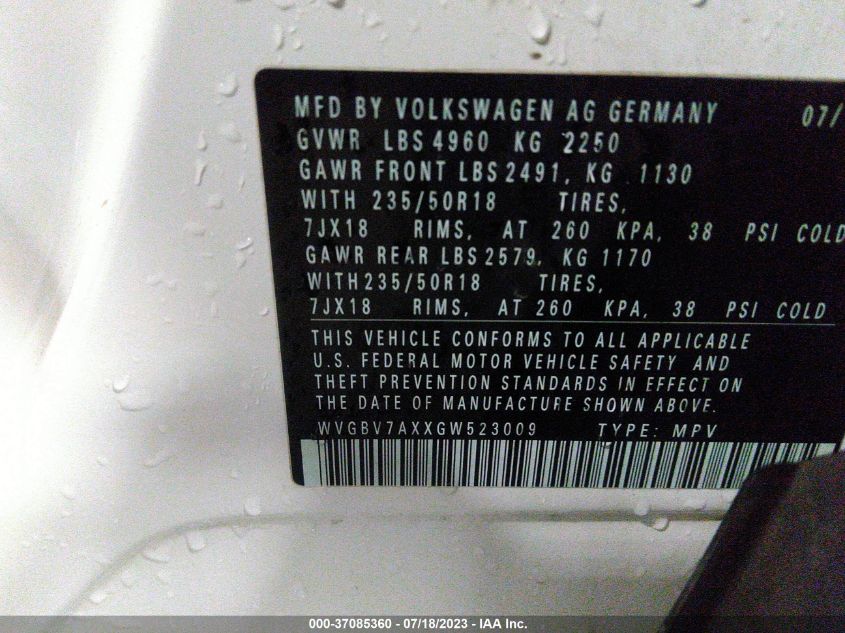 MFD BY VOLKSWAGEN AG GERMANY 07/
GVWR LBS 4960 KG 2250
GAWR FRONT LBS 2491, KG 1130
WITH 235/50R18 TIRES,
7JX18 RIMS, AT 260 KPA, 38 PSI COLD
GAWR REAR LBS 2579, KG 1170
WITH 235/50R18 TIRES,
7JX18 RIMS, AT 260 KPA, 38 PSI COLD
THIS VEHICLE CONFORMS TO ALL APPLICABLE
U.S. FEDERAL MOTOR VEHICLE SAFETY AND
THEFT PREVENTION STANDARDS IN EFFECT ON
THE DATE OF MANUFACTURE SHOWN ABOVE.
WVGBV7AXXGW523009 TYPE: MPV
000-37085360 - 07/18/2023 - IAA Inc.